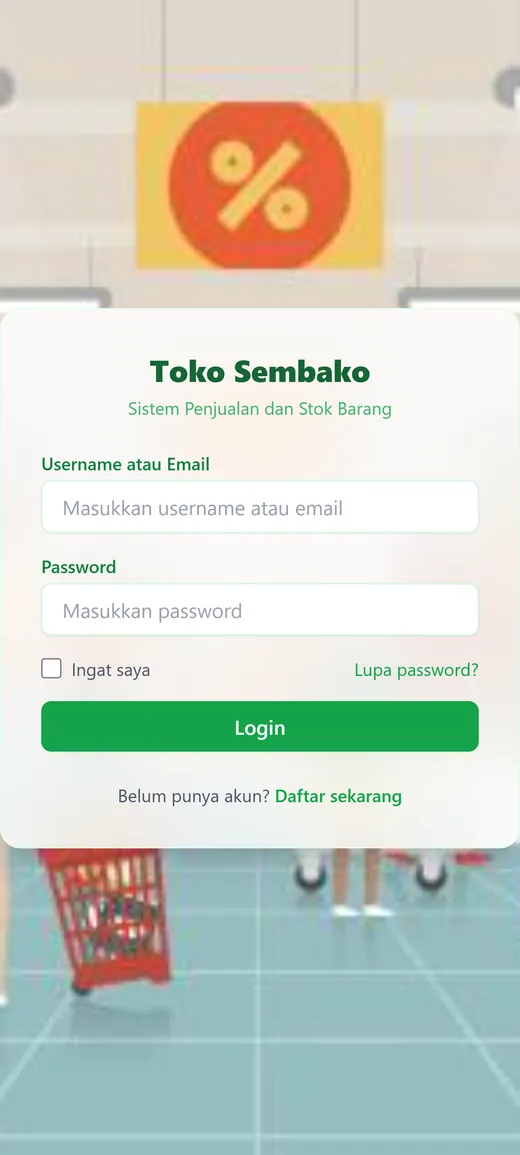 %
Toko Sembako
Sistem Penjualan dan Stok Barang
Username atau Email
Masukkan username atau email
Password
Masukkan password
Ingat saya
Lupa password?
Login
Belum punya akun? Daftar sekarang